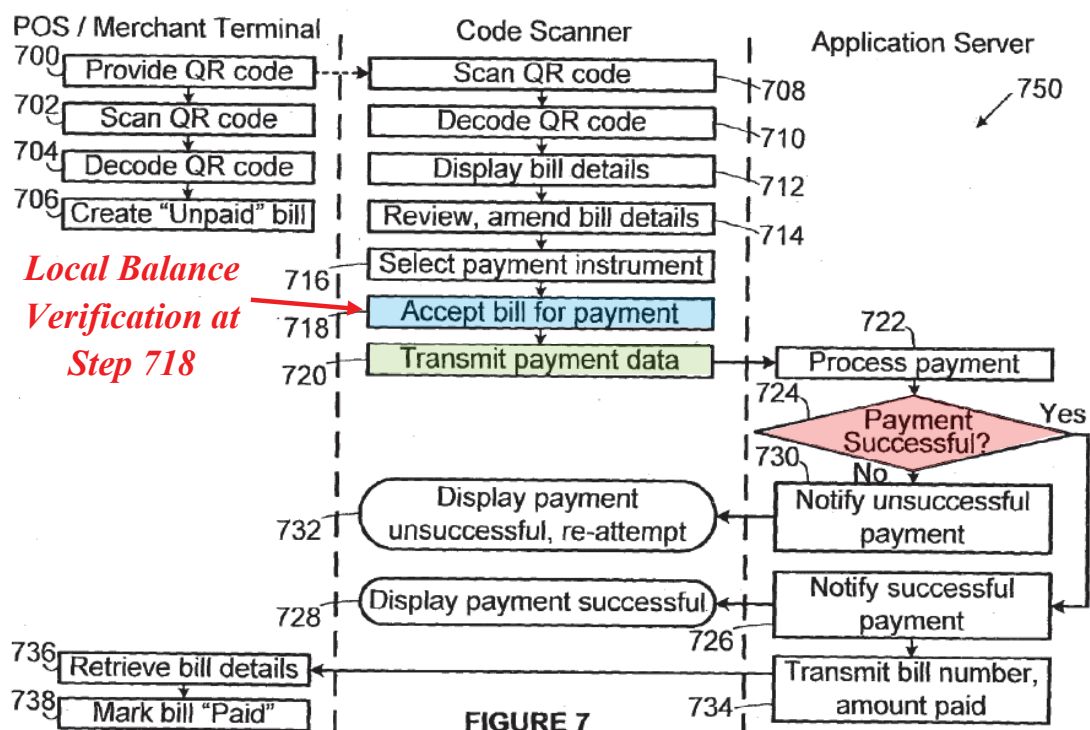 POS / Merchant Terminal
700
Provide QR code
702
Scan QR code
704
Decode QR code
706
Create “Unpaid” bill
Local Balance
Verification at
Step 718
Code Scanner
Scan QR code
708
Decode QR code
710
Display bill details
712
Review, amend bill details
714
Select payment instrument
716
Accept bill for payment
718
Transmit payment data
720
Application Server
750
722
Process payment
724
Payment
Successful?
Yes
No
730
Notify unsuccessful
payment
Display payment
unsuccessful, re-attempt
732
Notify successful
payment
726
Display payment successful
728
Transmit bill number,
amount paid
734
736
Retrieve bill details
738
Mark bill “Paid”
FIGURE 7